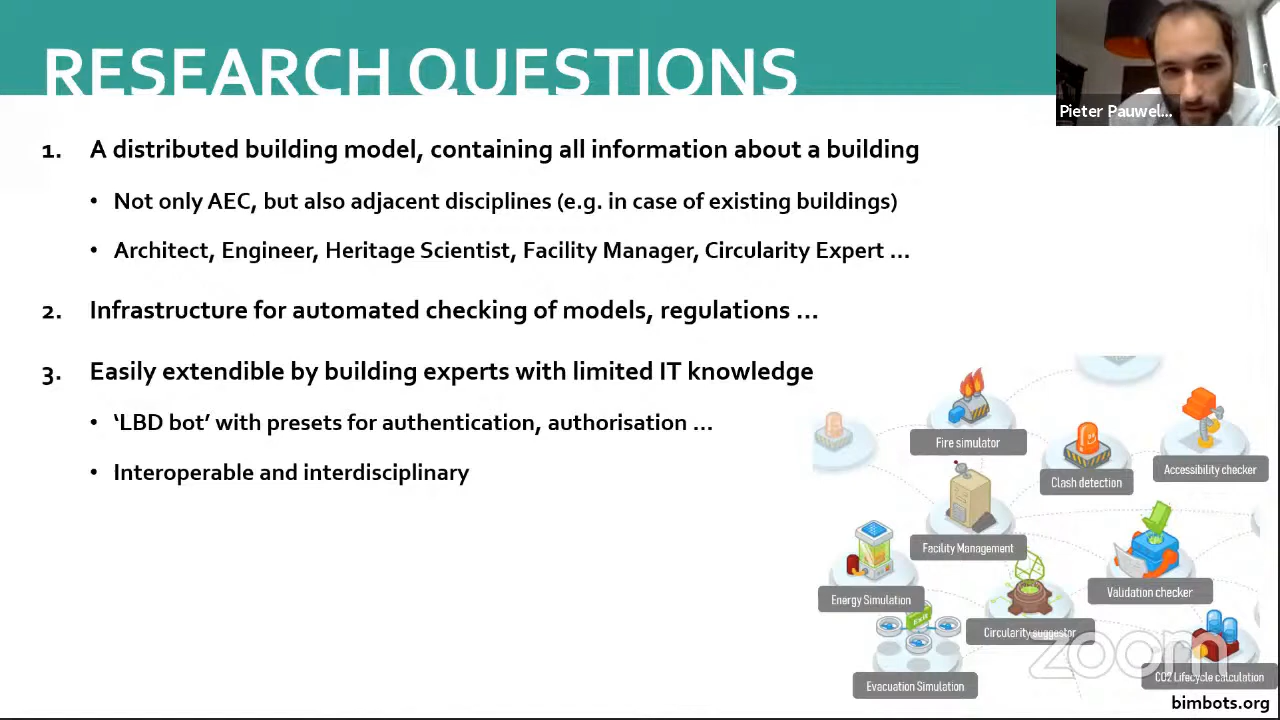 RESEARCH QUESTIONS
Pieter Pauwel...
1. A distributed building model, containing all information about a building
• Not only AEC, but also adjacent disciplines (e.g. in case of existing buildings)
• Architect, Engineer, Heritage Scientist, Facility Manager, Circularity Expert ...
2. Infrastructure for automated checking of models, regulations ...
3. Easily extendible by building experts with limited IT knowledge
• ‘LBD bot’ with presets for authentication, authorisation ...
• Interoperable and interdisciplinary
Fire simulator
Accessibility checker
Clash detection
Facility Management
Validation checker
Energy Simulation
Circularity suggestor
zoom
CO2 Lifecycle calculation
Evacuation Simulation
bimbots.org